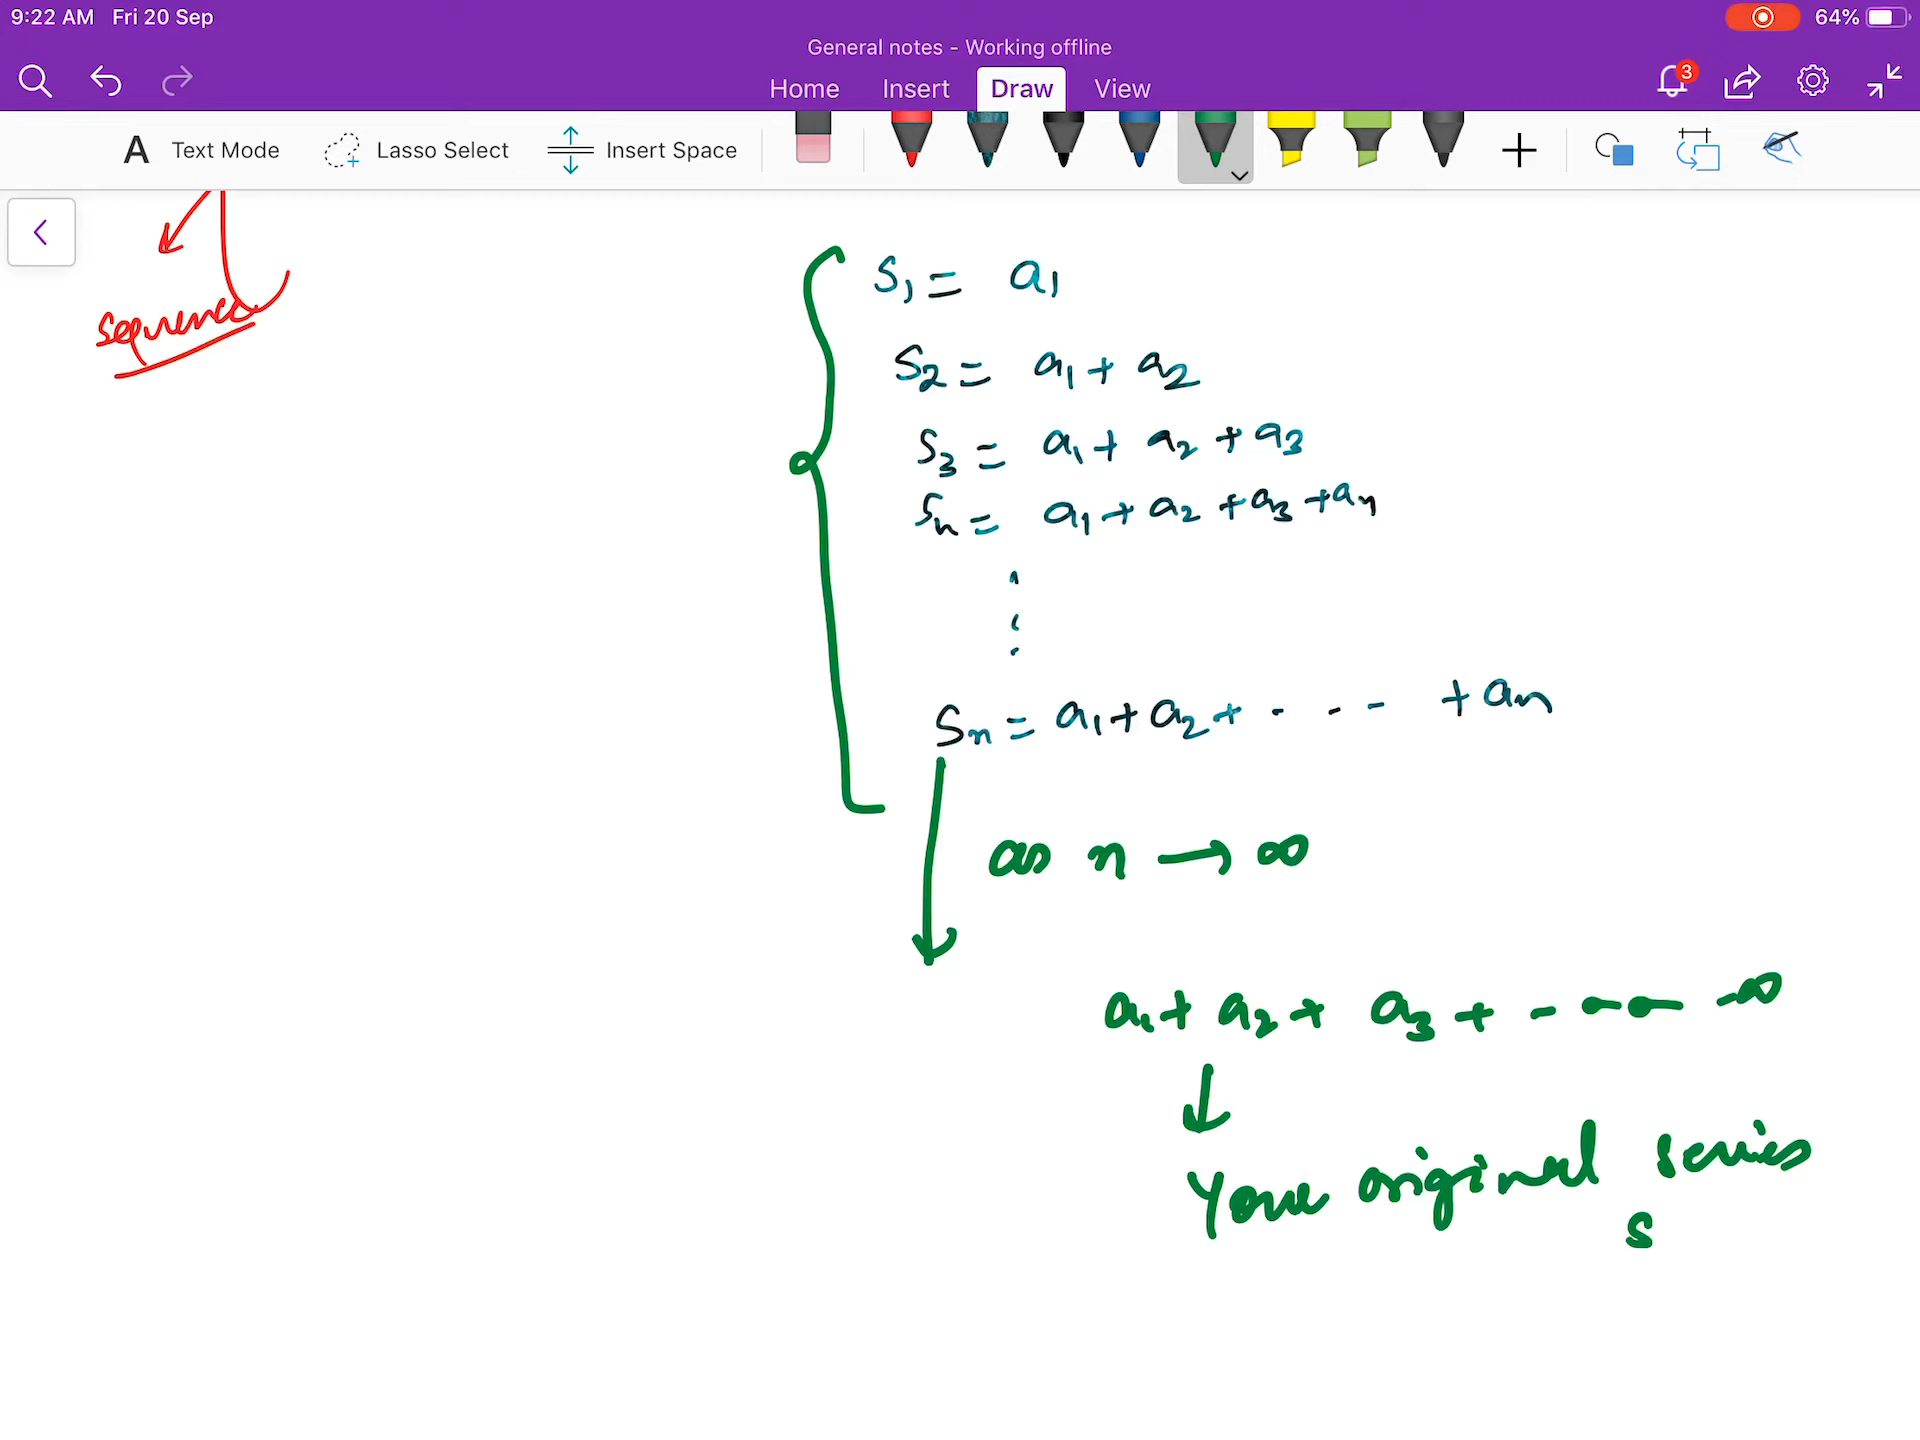 9:22 AM Fri 20 Sep
64%
General notes - Working offline
Home Insert Draw View
3
A Text Mode Lasso Select Insert Space
sequence
S₁ = a₁
S₂ = a₁ + a₂
S₃ = a₁ + a₂ + a₃
Sₙ = a₁ + a₂ + a₃ + aₙ
⋮
Sₙ = a₁ + a₂ + - - - + aₙ
as n → ∞
a₁ + a₂ + a₃ + - - - - ∞
↓
Your original series
S